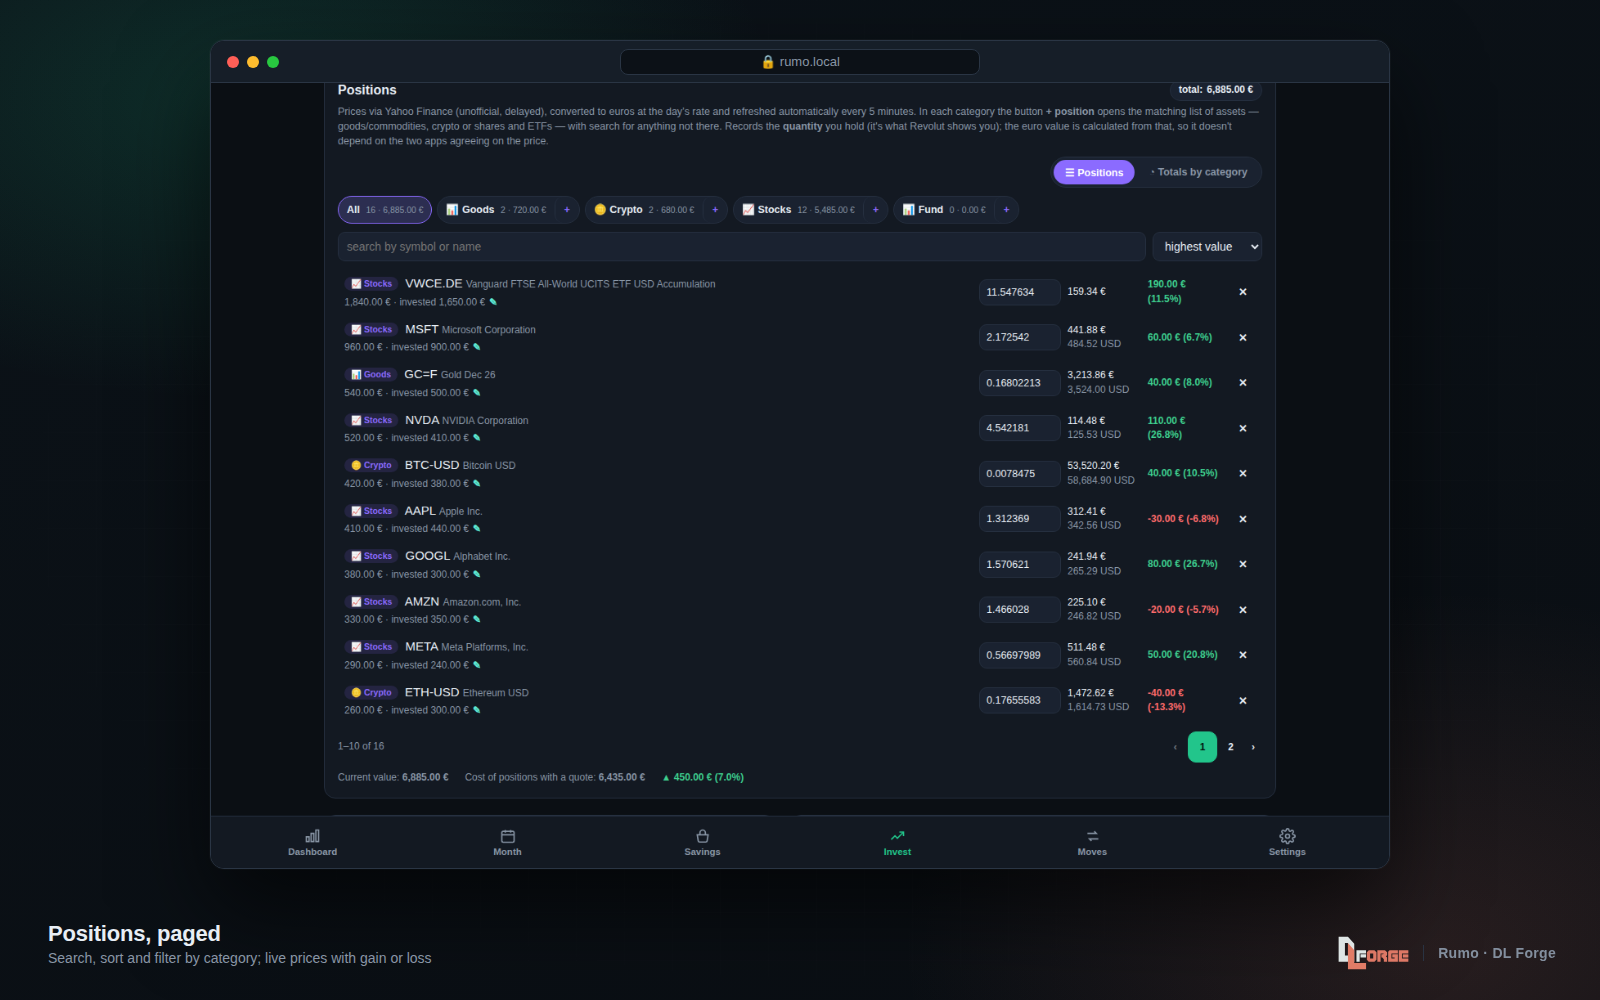 rumo.local
Positions
total: 6,885.00 €
Prices via Yahoo Finance (unofficial, delayed), converted to euros at the day's rate and refreshed automatically every 5 minutes. In each category the button + position opens the matching list of assets —
goods/commodities, crypto or shares and ETFs — with search for anything not there. Records the quantity you hold (it's what Revolut shows you); the euro value is calculated from that, so it doesn't
depend on the two apps agreeing on the price.
☰ Positions
Totals by category
All 16 · 6,885.00 €
Goods 2 · 720.00 € +
Crypto 2 · 680.00 € +
Stocks 12 · 5,485.00 € +
Fund 0 · 0.00 € +
search by symbol or name
highest value
Stocks VWCE.DE Vanguard FTSE All-World UCITS ETF USD Accumulation
1,840.00 € · invested 1,650.00 €
11.547634
159.34 €
190.00 €
(11.5%)
×
Stocks MSFT Microsoft Corporation
960.00 € · invested 900.00 €
2.172542
441.88 €
484.52 USD
60.00 € (6.7%)
×
Goods GC=F Gold Dec 26
540.00 € · invested 500.00 €
0.16802213
3,213.86 €
3,524.00 USD
40.00 € (8.0%)
×
Stocks NVDA NVIDIA Corporation
520.00 € · invested 410.00 €
4.542181
114.48 €
125.53 USD
110.00 €
(26.8%)
×
Crypto BTC-USD Bitcoin USD
420.00 € · invested 380.00 €
0.0078475
53,520.20 €
58,684.90 USD
40.00 € (10.5%)
×
Stocks AAPL Apple Inc.
410.00 € · invested 440.00 €
1.312369
312.41 €
342.56 USD
-30.00 € (-6.8%)
×
Stocks GOOGL Alphabet Inc.
380.00 € · invested 300.00 €
1.570621
241.94 €
265.29 USD
80.00 € (26.7%)
×
Stocks AMZN Amazon.com, Inc.
330.00 € · invested 350.00 €
1.466028
225.10 €
246.82 USD
-20.00 € (-5.7%)
×
Stocks META Meta Platforms, Inc.
290.00 € · invested 240.00 €
0.56697989
511.48 €
560.84 USD
50.00 € (20.8%)
×
Crypto ETH-USD Ethereum USD
260.00 € · invested 300.00 €
0.17655583
1,472.62 €
1,614.73 USD
-40.00 €
(-13.3%)
×
1–10 of 16
‹ 1 2 ›
Current value: 6,885.00 € Cost of positions with a quote: 6,435.00 € ▲ 450.00 € (7.0%)
Dashboard
Month
Savings
Invest
Moves
Settings
Positions, paged
Search, sort and filter by category; live prices with gain or loss
DL FORGE
Rumo · DL Forge